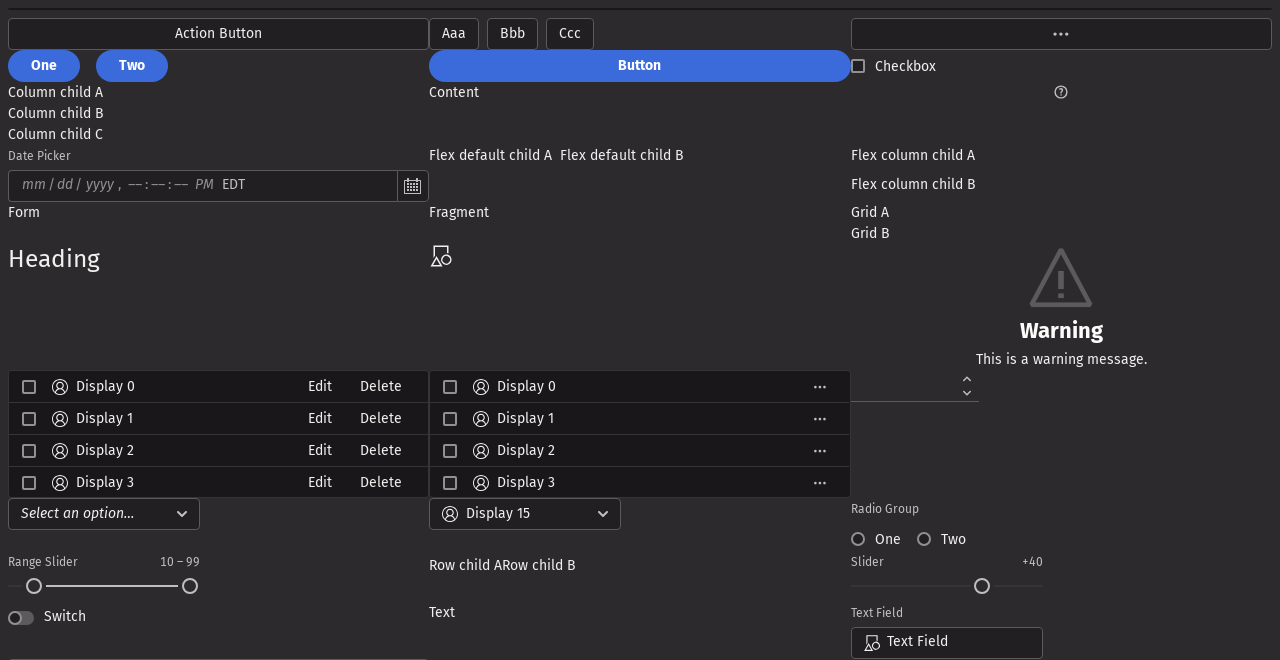 Action Button
Aaa Bbb Ccc
One Two
Button
Checkbox
Column child A
Column child B
Column child C
Content
Date Picker
mm / dd / yyyy , ––:––:–– PM EDT
Flex default child A Flex default child B
Flex column child A
Flex column child B
Form
Fragment
Grid A
Grid B
Heading
Warning
This is a warning message.
Display 0 Edit Delete
Display 1 Edit Delete
Display 2 Edit Delete
Display 3 Edit Delete
Display 0
Display 1
Display 2
Display 3
Select an option...
Display 15
Radio Group
One Two
Range Slider 10 – 99
Row child ARow child B
Slider +40
Switch
Text
Text Field
Text Field